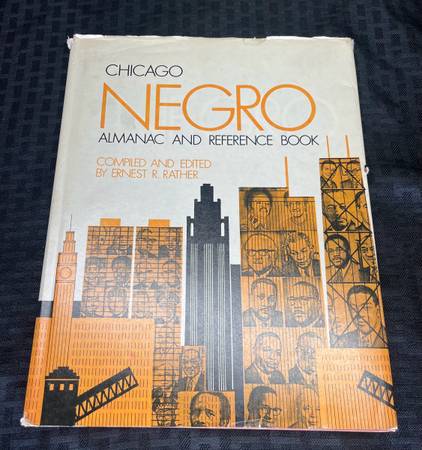 CHICAGO
NEGRO
ALMANAC AND REFERENCE BOOK
COMPILED AND EDITED
BY ERNEST R. RATHER